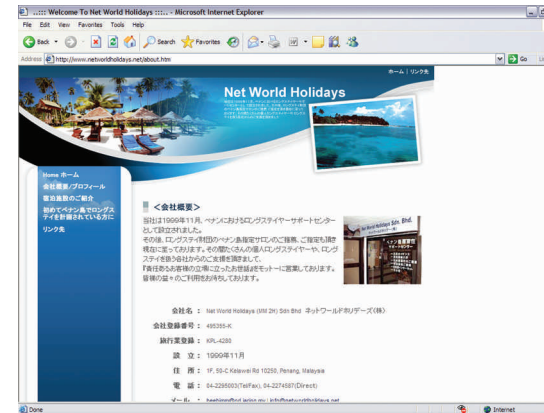 ..::: Welcome To Net World Holidays :::.. - Microsoft Internet Explorer
File Edit View Favorites Tools Help
Back Search Favorites
Address http://www.networldholidays.net/about.htm Go
ホーム | リンク先
Net World Holidays
Home ホーム
会社概要/プロフィール
宿泊施設のご紹介
初めてペナン島でロングス
テイを計画されている方に
リンク先
<会社概要>
当社は1999年11月、ペナンにおけるロングステイヤーサポートセンター
として設立されました。
その後、ロングステイ財団のペナン島指定サロンのご推薦、ご指定も頂き
現在に至っております。その間たくさんの個人ロングステイヤーや、ロング
ステイを扱う会社からのご支援を頂きまして、
『責任あるお客様の立場に立ったお世話』をモットーに営業しております。
皆様の益々のご利用をお待ちしております。
Net World Holidays Sdn. Bhd.
会社名 : Net World Holidays (MM 2H) Sdn Bhd ネットワールドホリデーズ(株)
会社登録番号 : 495355-K
旅行業登録 : KPL-4280
設 立 : 1999年11月
住 所 : 1F, 50-C Kelawei Rd 10250, Penang, Malaysia
電 話 : 04-2285003(Tel/Fax), 04-2274587(Direct)
メール :
Done Internet